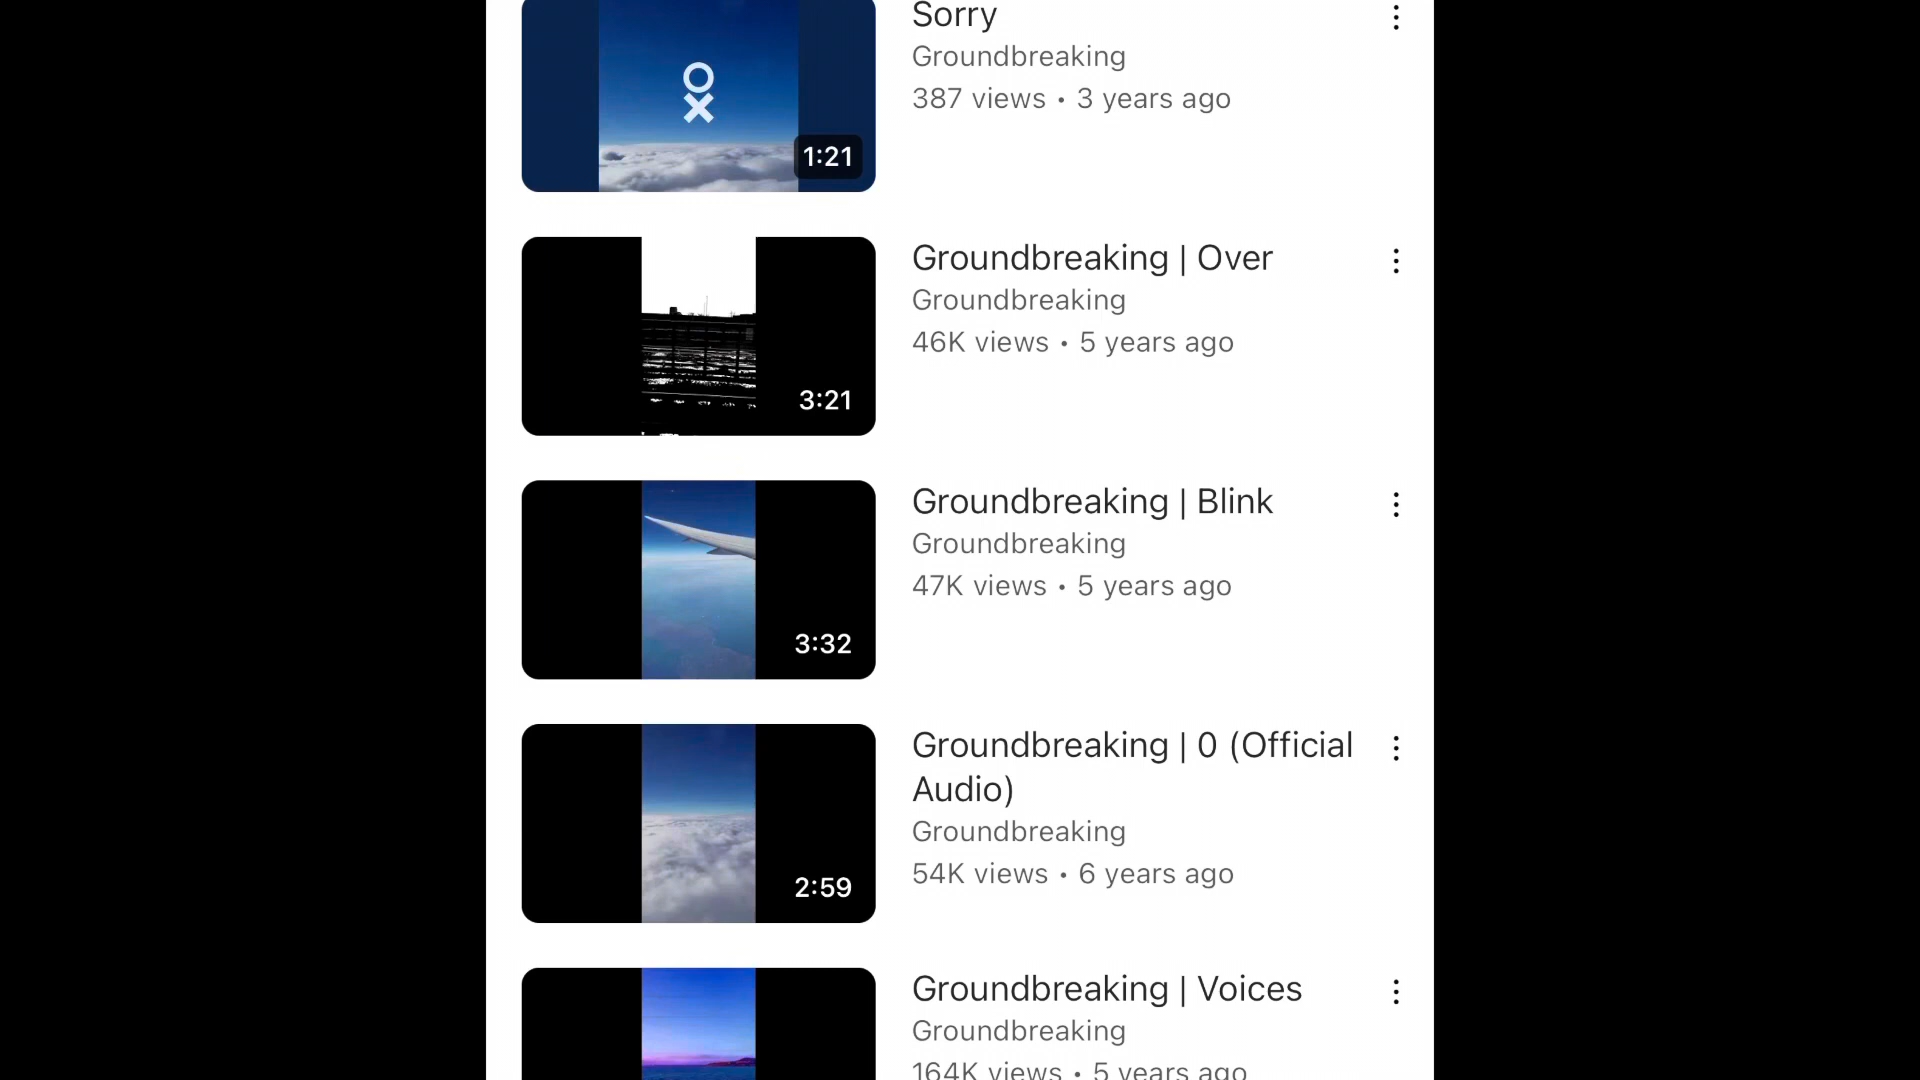 Sorry
Groundbreaking
387 views • 3 years ago
1:21
Groundbreaking | Over
Groundbreaking
46K views • 5 years ago
3:21
Groundbreaking | Blink
Groundbreaking
47K views • 5 years ago
3:32
Groundbreaking | 0 (Official
Audio)
Groundbreaking
54K views • 6 years ago
2:59
Groundbreaking | Voices
Groundbreaking
164K views • 5 years ago